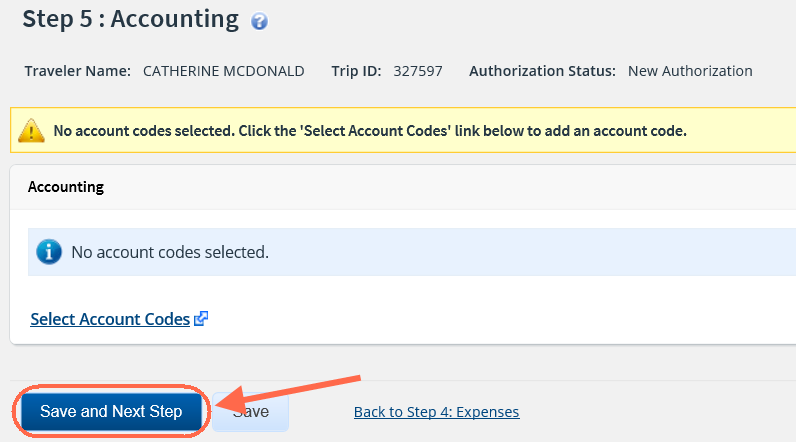 Step 5 : Accounting ?
Traveler Name: CATHERINE MCDONALD Trip ID: 327597 Authorization Status: New Authorization
No account codes selected. Click the 'Select Account Codes' link below to add an account code.
Accounting
No account codes selected.
Select Account Codes
Save and Next Step Save Back to Step 4: Expenses